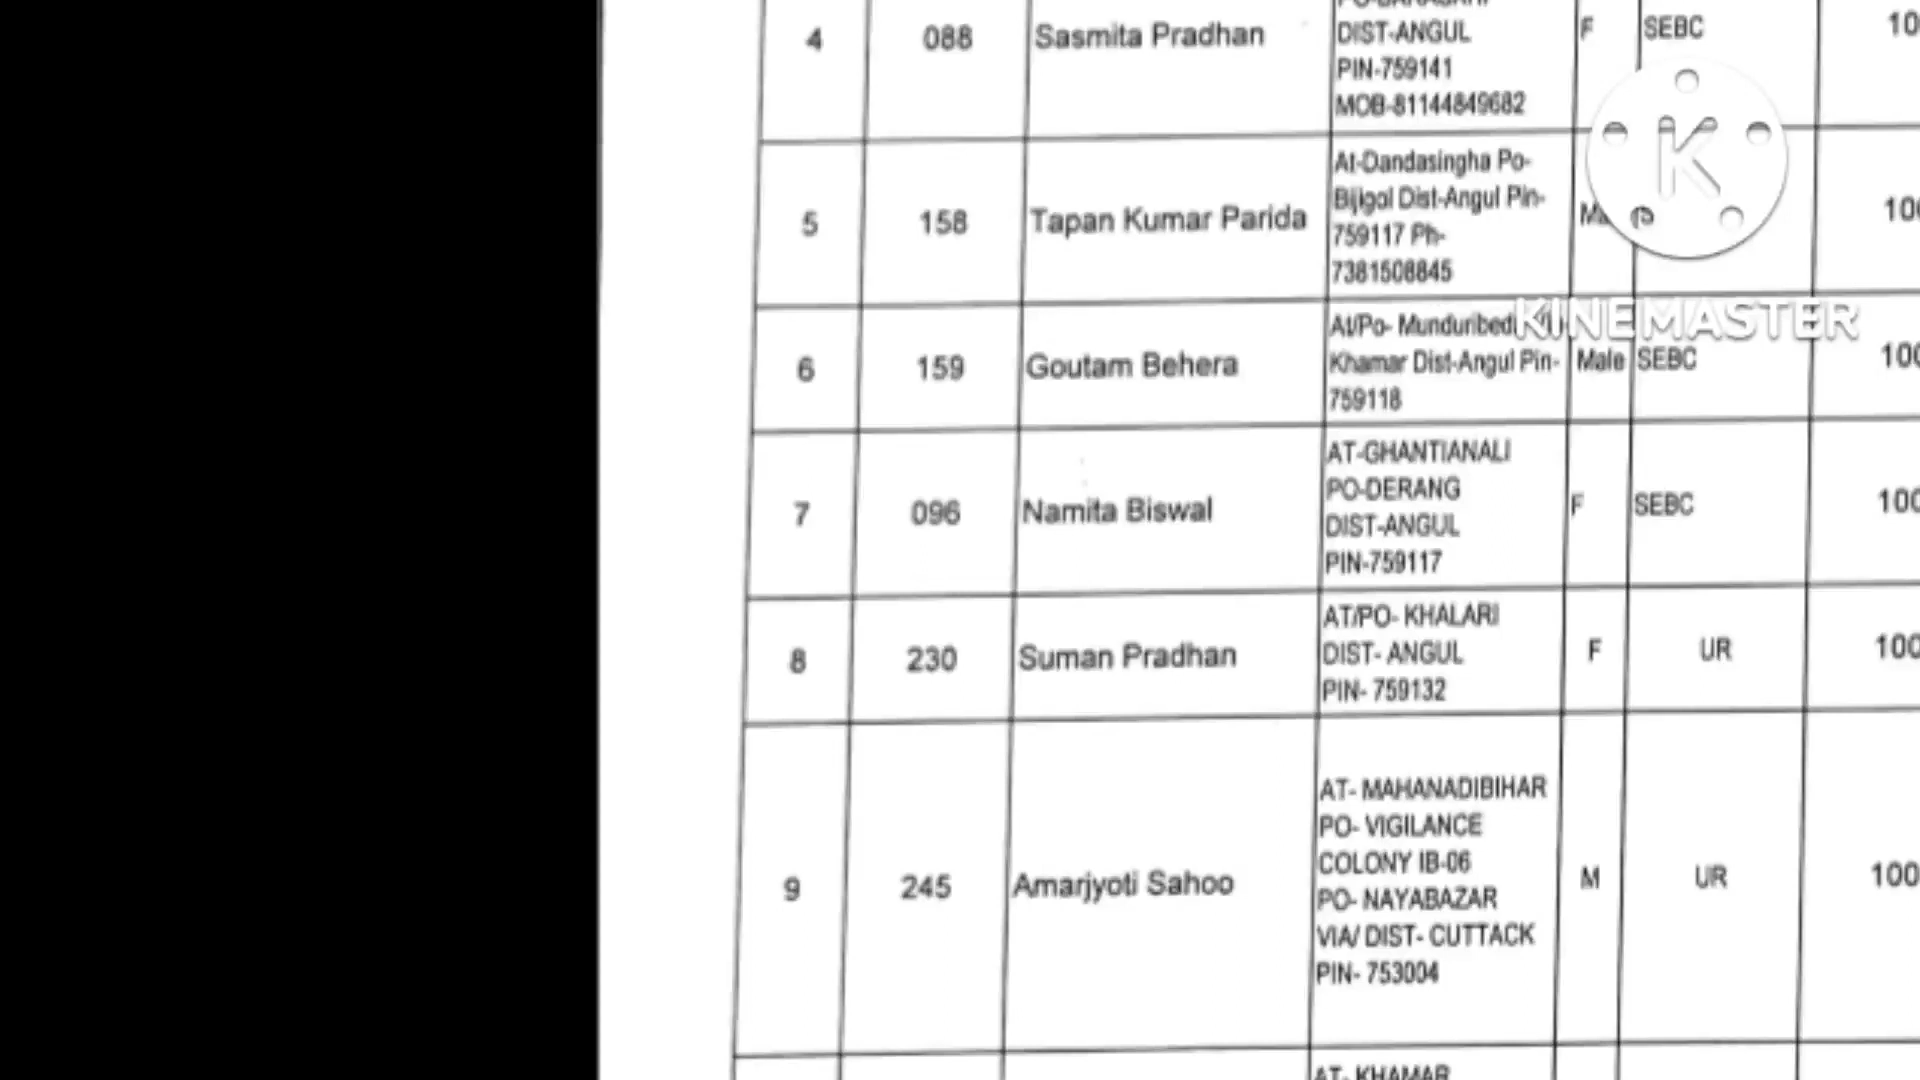 4 088 Sasmita Pradhan
DIST-ANGUL
PIN-759141
MOB-81144849682
F SEBC 10
5 158 Tapan Kumar Parida
At-Dandasingha Po-
Bijigol Dist-Angul Pin-
759117 Ph-
7381508845
10
6 159 Goutam Behera
At/Po- Munduribedi
Khamar Dist-Angul Pin-
759118
Male SEBC 100
7 096 Namita Biswal
AT-GHANTIANALI
PO-DERANG
DIST-ANGUL
PIN-759117
F SEBC 100
8 230 Suman Pradhan
AT/PO- KHALARI
DIST- ANGUL
PIN- 759132
F UR 100
9 245 Amarjyoti Sahoo
AT- MAHANADIBIHAR
PO- VIGILANCE
COLONY IB-06
PO- NAYABAZAR
VIA/ DIST- CUTTACK
PIN- 753004
M UR 100
AT- KHAMAR
K
KINEMASTER